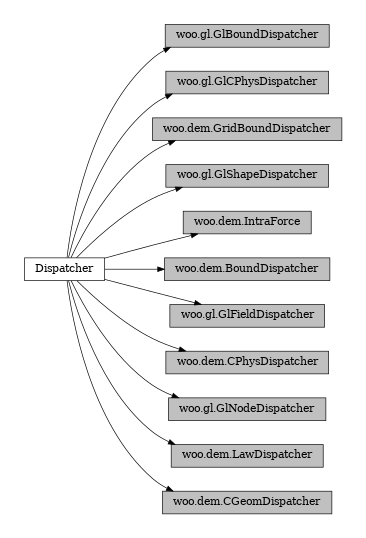 woo.gl.GlBoundDispatcher
woo.gl.GlCPhysDispatcher
woo.dem.GridBoundDispatcher
woo.gl.GlShapeDispatcher
woo.dem.IntraForce
Dispatcher
woo.dem.BoundDispatcher
woo.gl.GlFieldDispatcher
woo.dem.CPhysDispatcher
woo.gl.GlNodeDispatcher
woo.dem.LawDispatcher
woo.dem.CGeomDispatcher